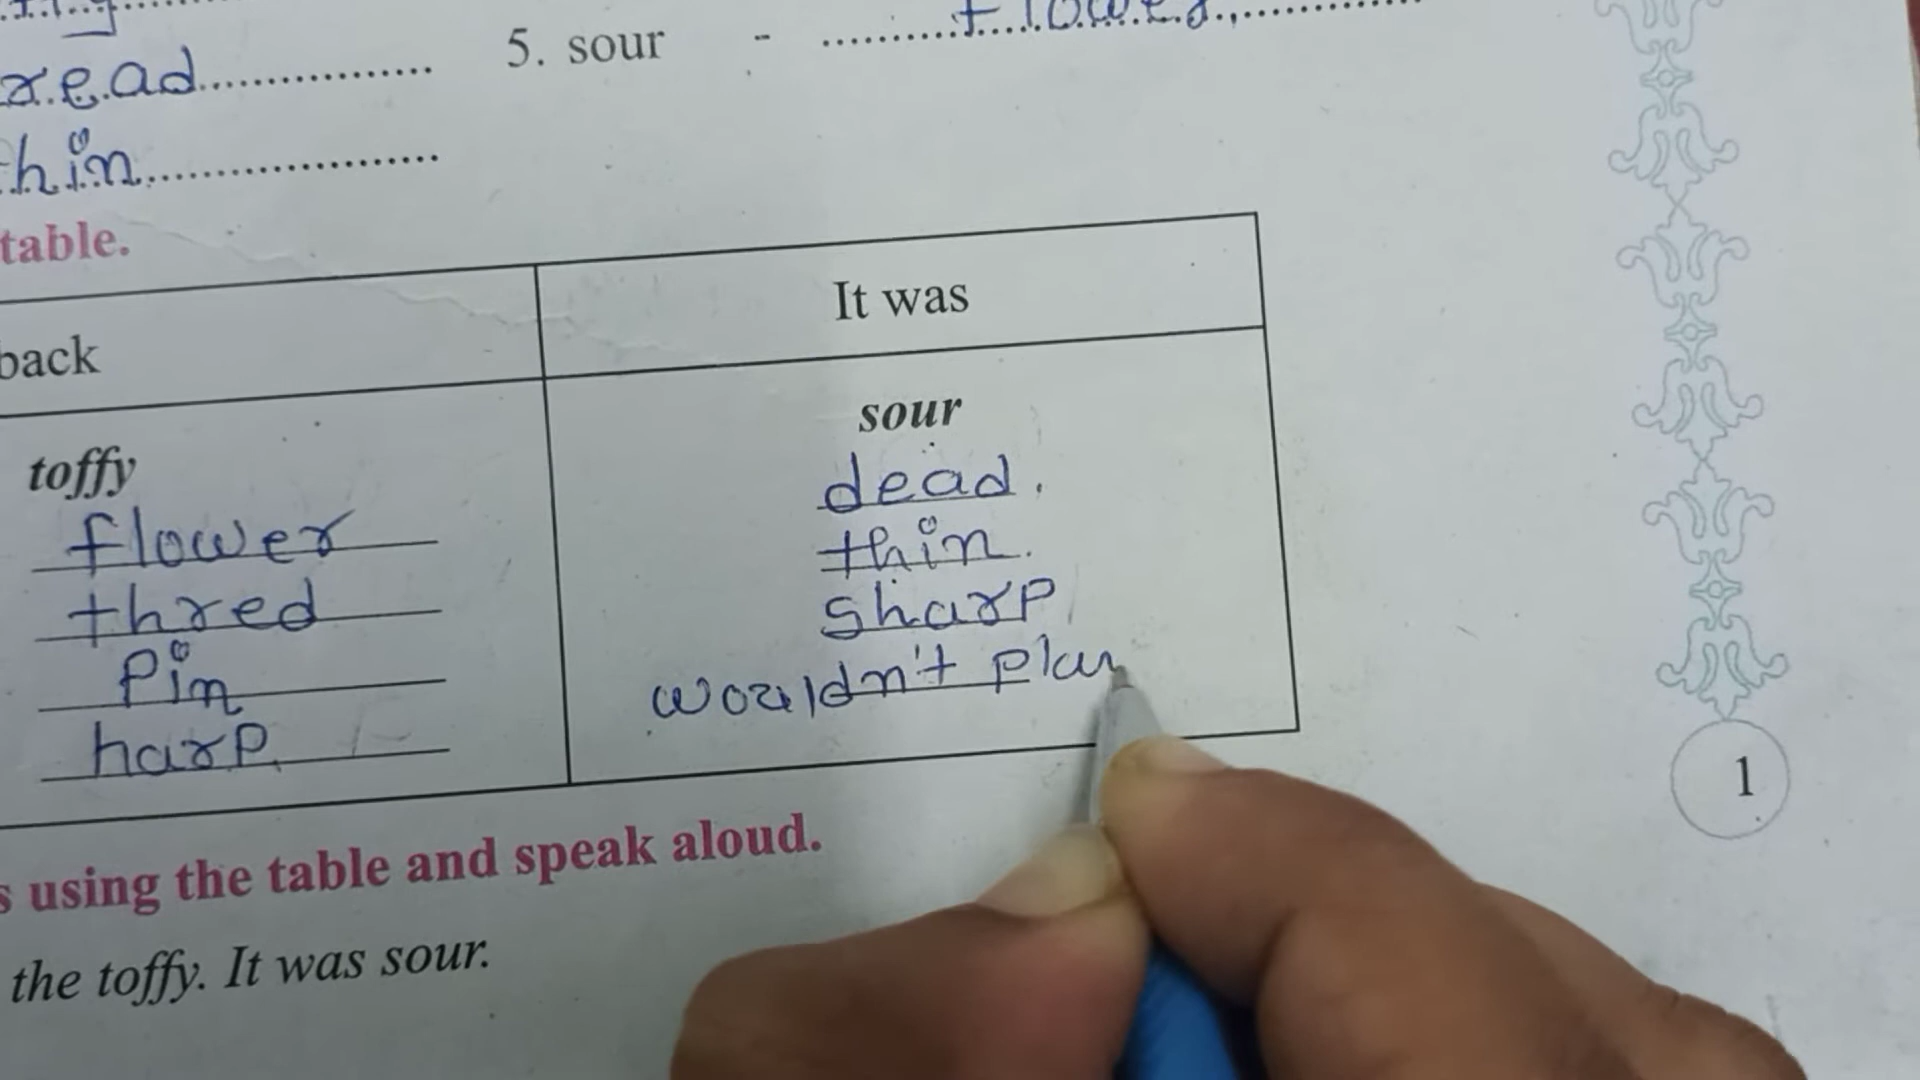 5. sour - flower
read
thin
table.
back It was
toffy sour
flower dead.
thred thin.
Pin sharp
harp wouldn't play
1
s using the table and speak aloud.
the toffy. It was sour.